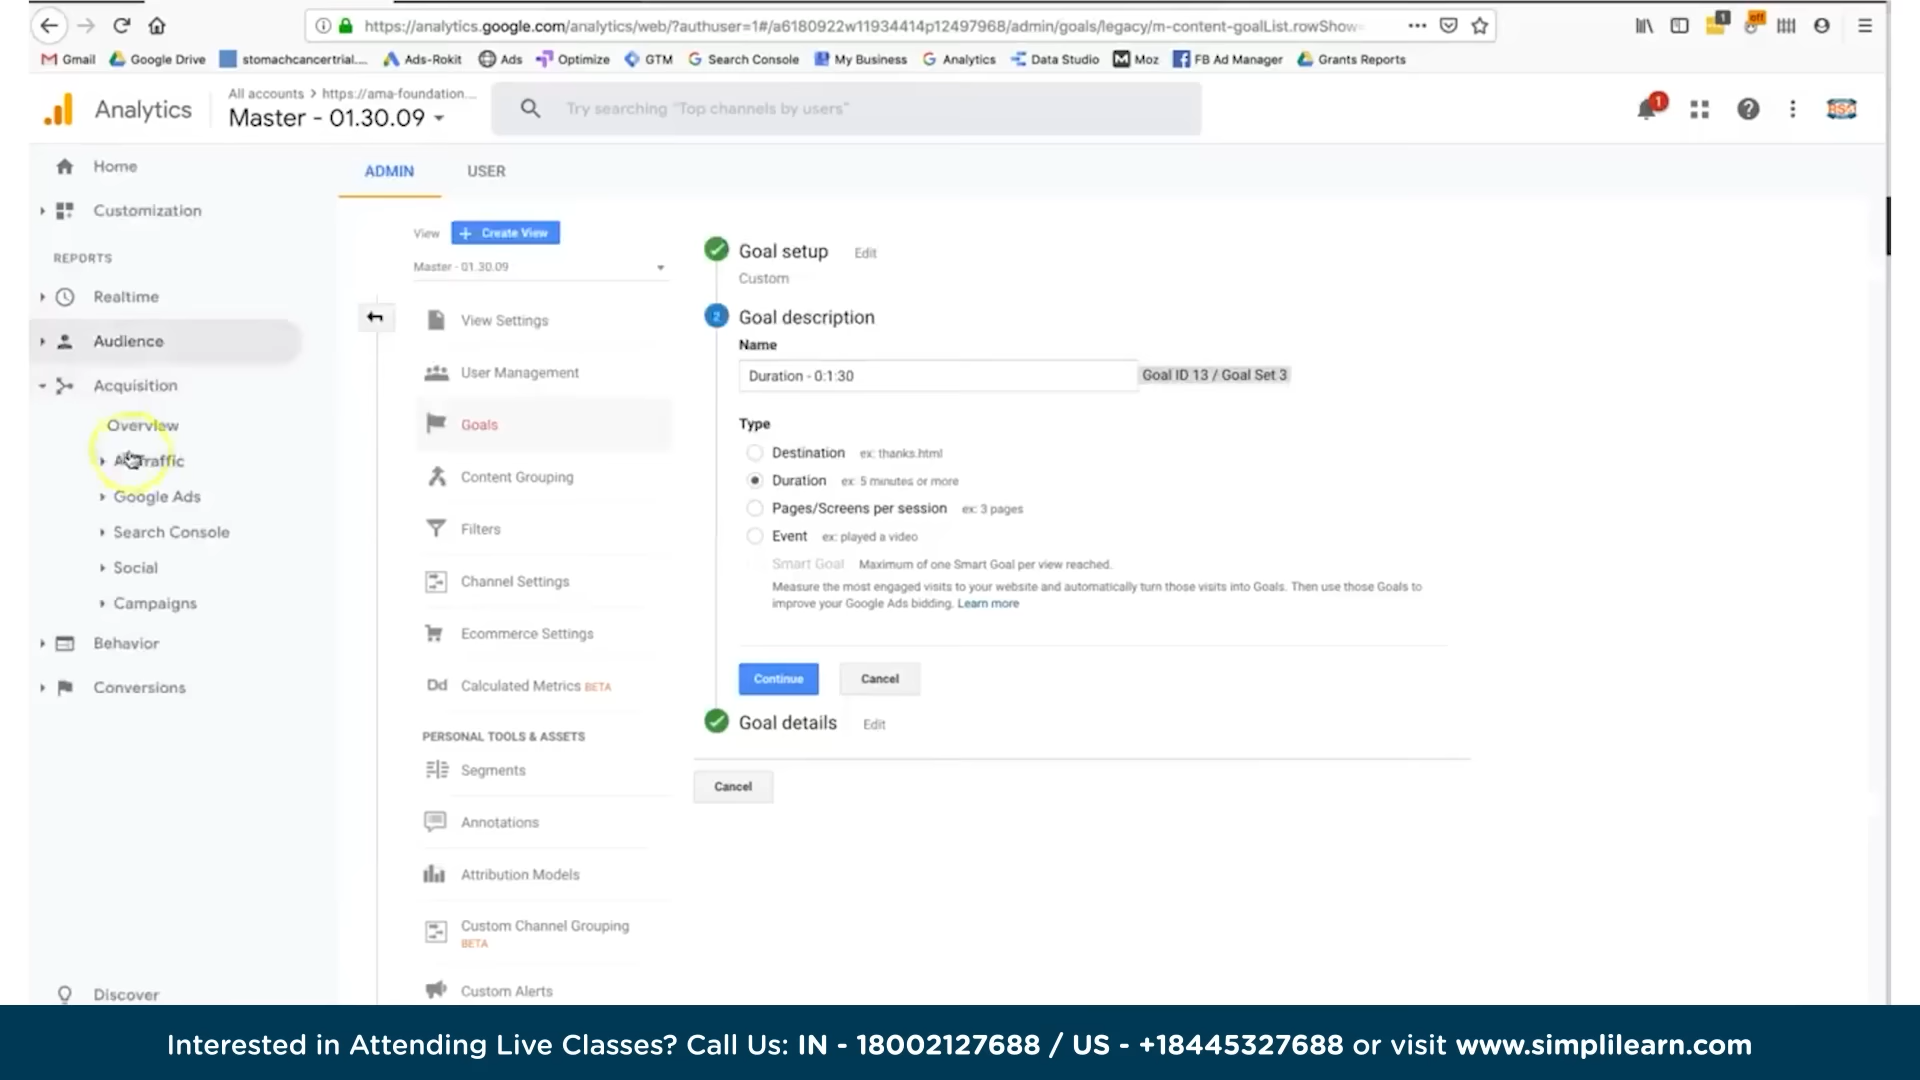 https://analytics.google.com/analytics/web/?authuser=1#/a6180922w11934414p12497968/admin/goals/legacy/m-content-goalList.rowShow=
1
off
Gmail
Google Drive
stomachcancertrial....
Ads-Rokit
Ads
Optimize
GTM
Search Console
My Business
Analytics
Data Studio
Moz
FB Ad Manager
Grants Reports
Analytics
All accounts > https://ama-foundation....
Master - 01.30.09
Try searching "Top channels by users"
1
Home
Customization
REPORTS
Realtime
Audience
Acquisition
Overview
All Traffic
Google Ads
Search Console
Social
Campaigns
Behavior
Conversions
Discover
ADMIN
USER
View
+ Create View
Master - 01.30.09
View Settings
User Management
Goals
Content Grouping
Filters
Channel Settings
Ecommerce Settings
Dd Calculated Metrics BETA
PERSONAL TOOLS & ASSETS
Segments
Annotations
Attribution Models
Custom Channel Grouping
BETA
Custom Alerts
Goal setup Edit
Custom
2 Goal description
Name
Duration - 0:1:30
Goal ID 13 / Goal Set 3
Type
Destination ex: thanks.html
Duration ex: 5 minutes or more
Pages/Screens per session ex: 3 pages
Event ex: played a video
Smart Goal Maximum of one Smart Goal per view reached.
Measure the most engaged visits to your website and automatically turn those visits into Goals. Then use those Goals to
improve your Google Ads bidding. Learn more
Continue
Cancel
Goal details Edit
Cancel
Interested in Attending Live Classes? Call Us: IN - 18002127688 / US - +18445327688 or visit www.simplilearn.com